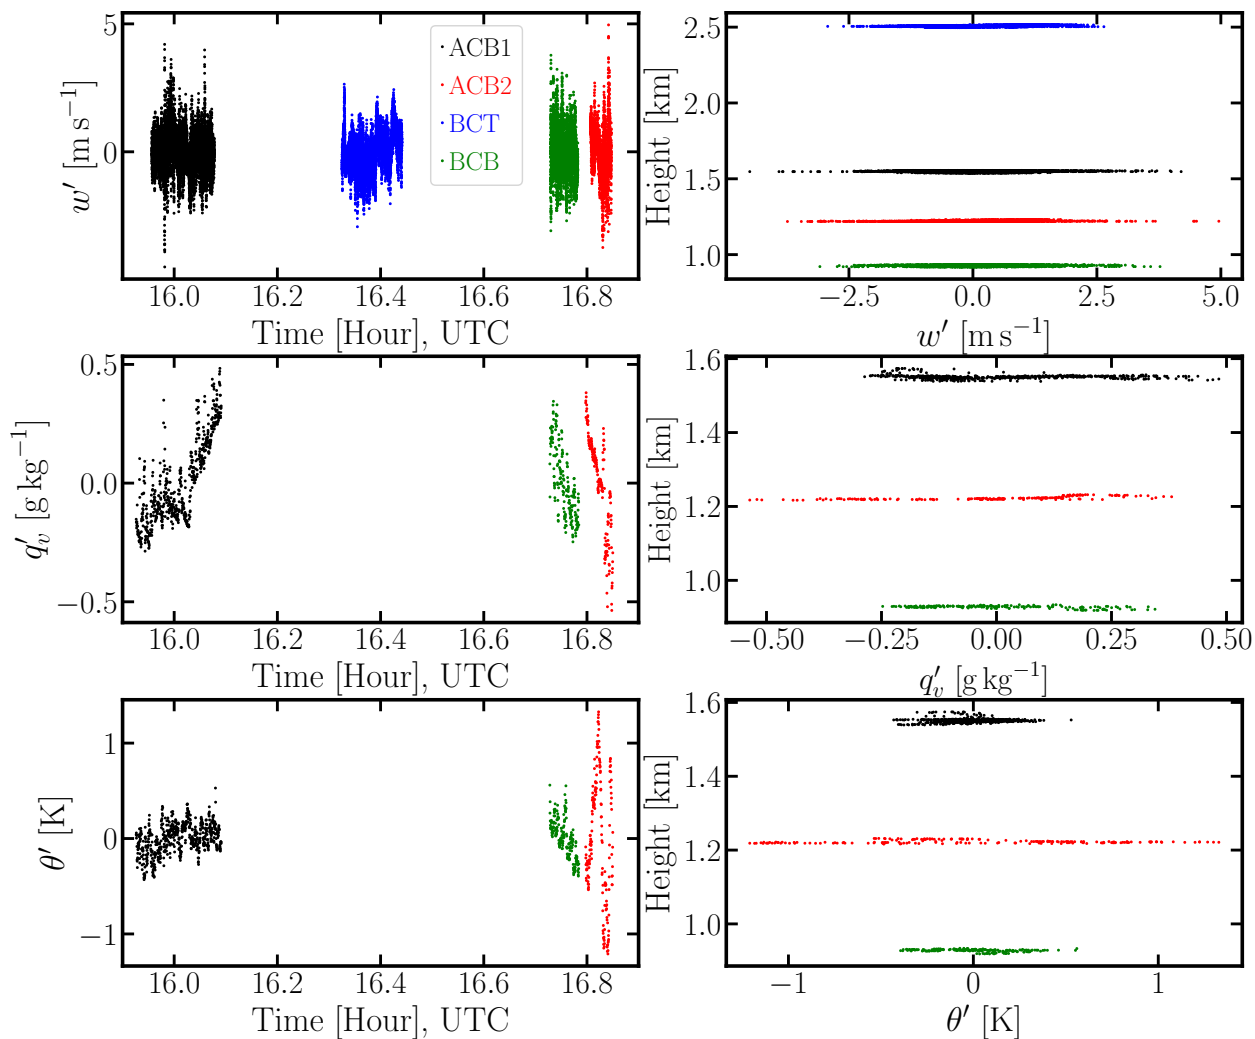 5
0
w′ [m s⁻¹]
ACB1
ACB2
BCT
BCB
16.0 16.2 16.4 16.6 16.8
Time [Hour], UTC
2.5
2.0
1.5
1.0
Height [km]
−2.5 0.0 2.5 5.0
w′ [m s⁻¹]
0.5
0.0
−0.5
q′ᵥ [g kg⁻¹]
16.0 16.2 16.4 16.6 16.8
Time [Hour], UTC
1.6
1.4
1.2
1.0
Height [km]
−0.50 −0.25 0.00 0.25 0.50
q′ᵥ [g kg⁻¹]
1
0
−1
θ′ [K]
16.0 16.2 16.4 16.6 16.8
Time [Hour], UTC
1.6
1.4
1.2
1.0
Height [km]
−1 0 1
θ′ [K]